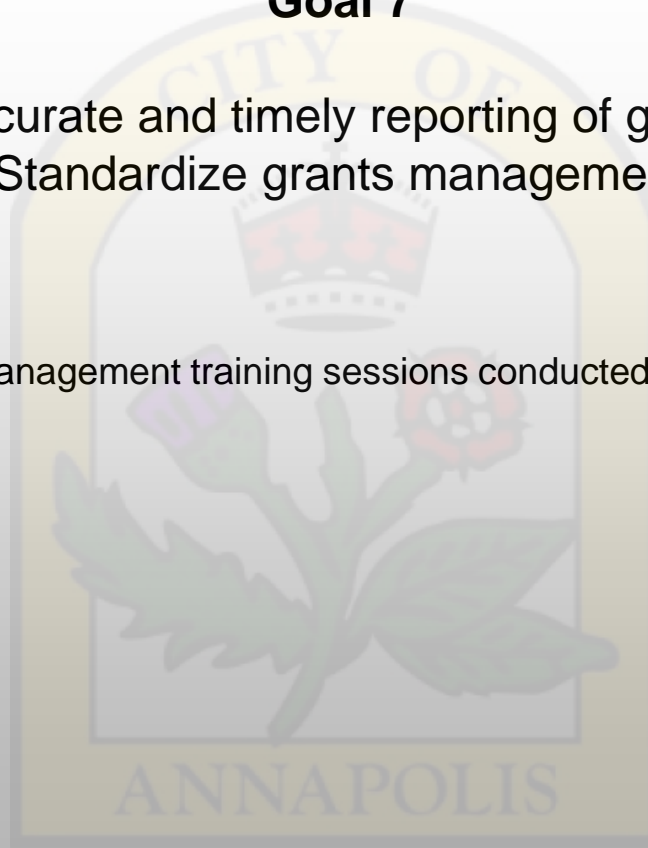 Goal 7
CITY OF
curate and timely reporting of g
Standardize grants manageme
anagement training sessions conducted
ANNAPOLIS